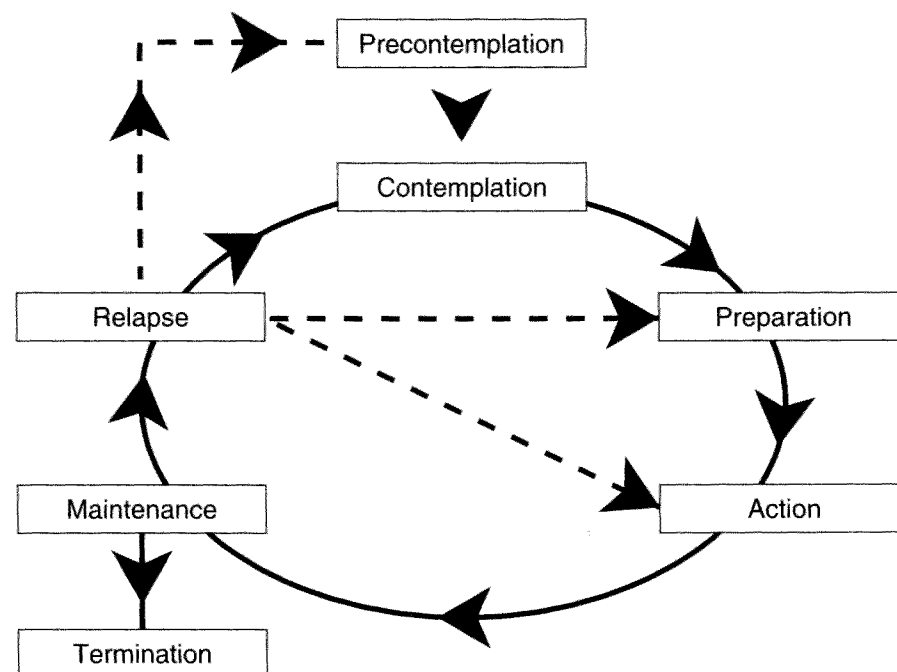 Precontemplation
Contemplation
Relapse
Preparation
Maintenance
Action
Termination